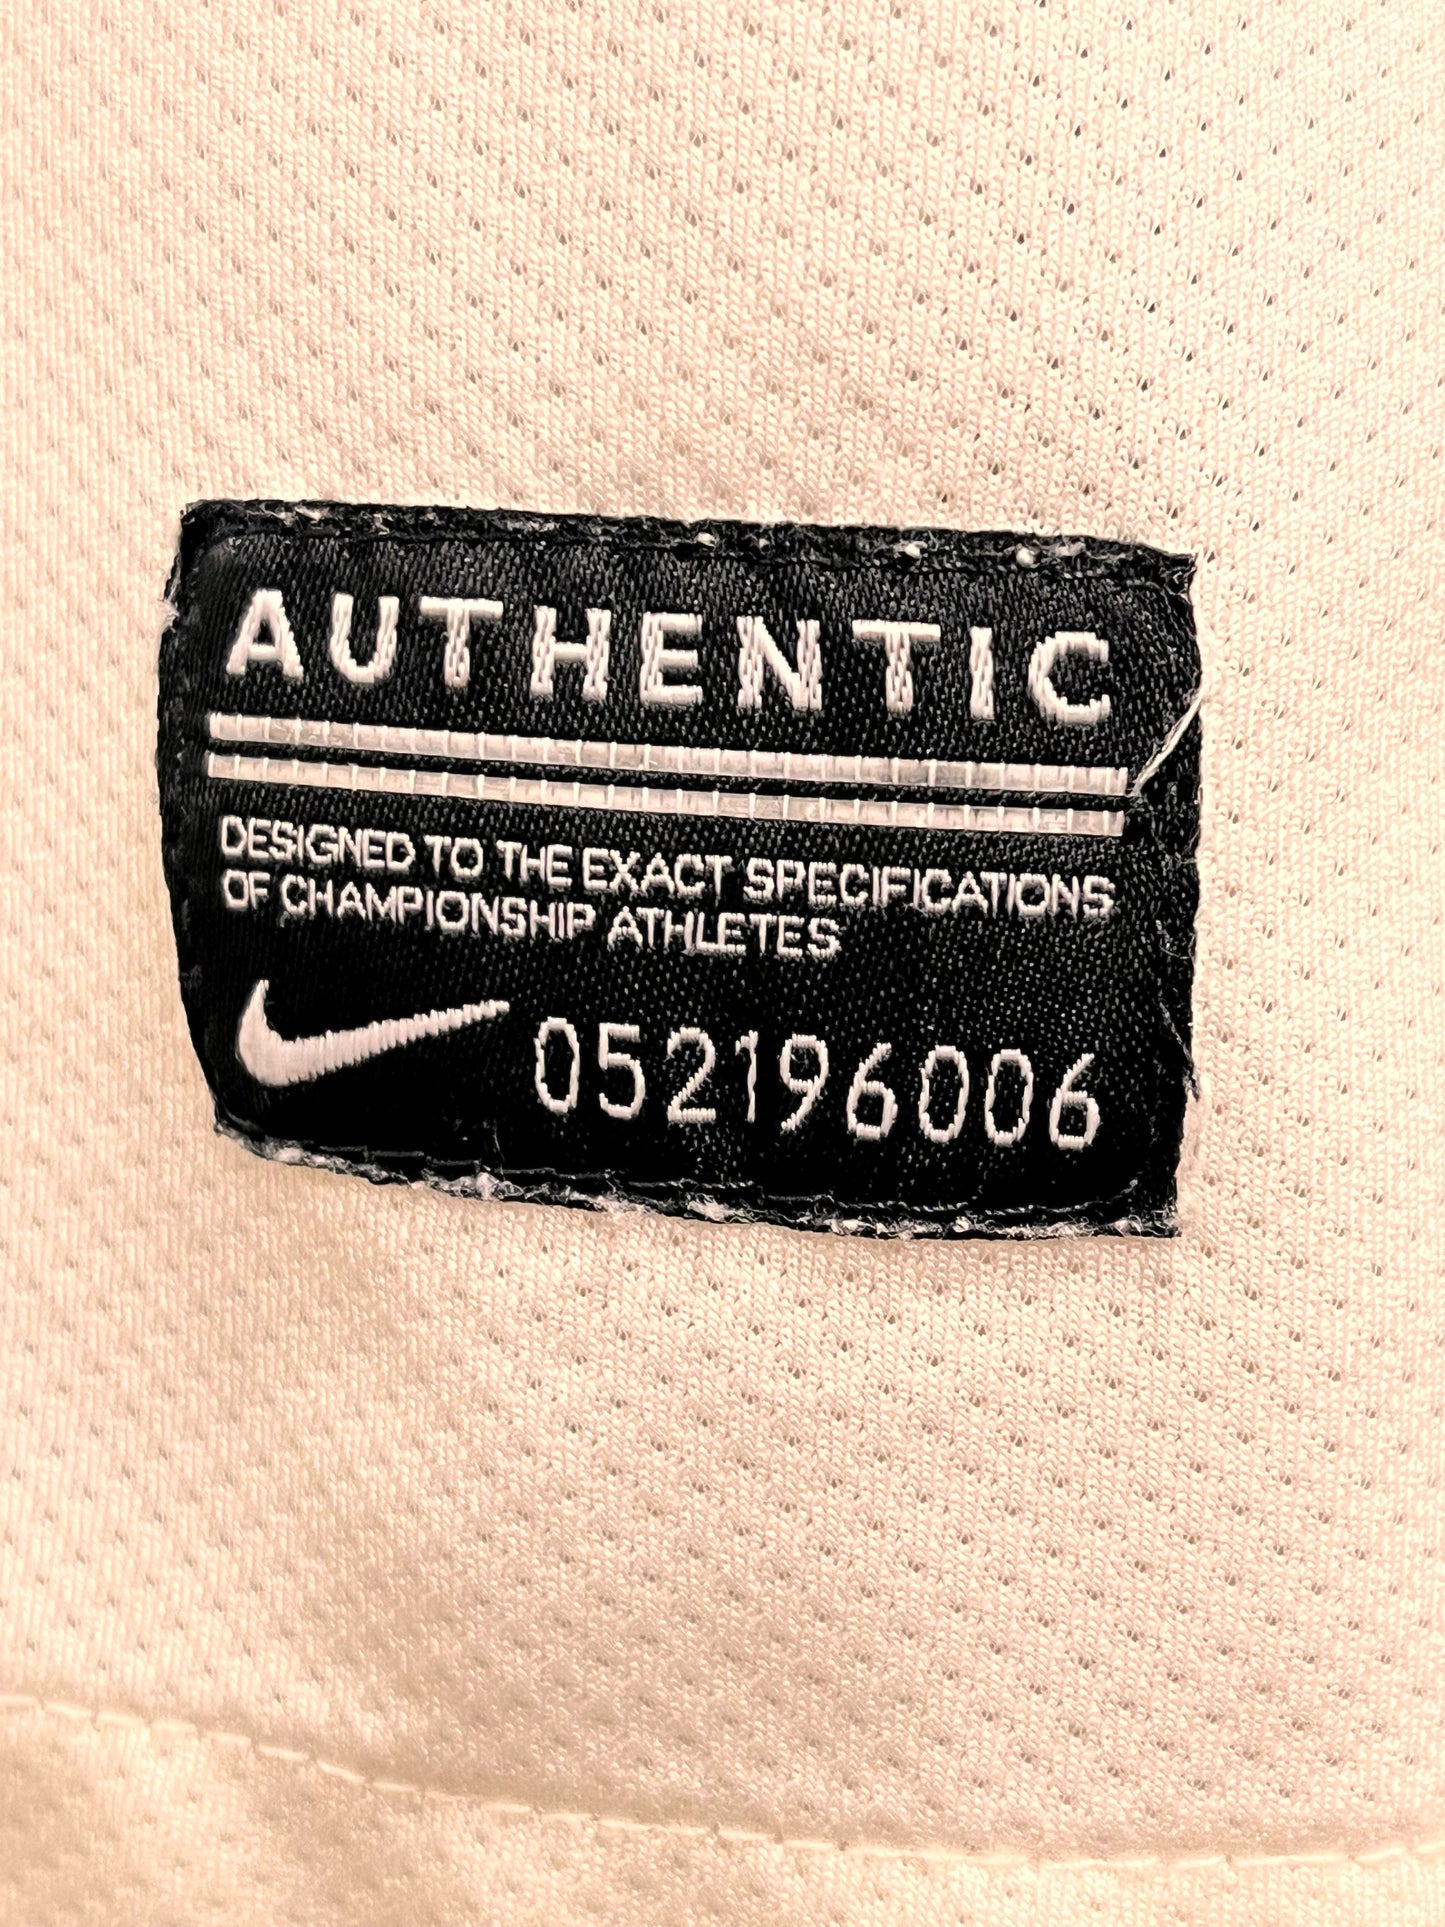 AUTHENTIC
DESIGNED TO THE EXACT SPECIFICATIONS
OF CHAMPIONSHIP ATHLETES
052196006